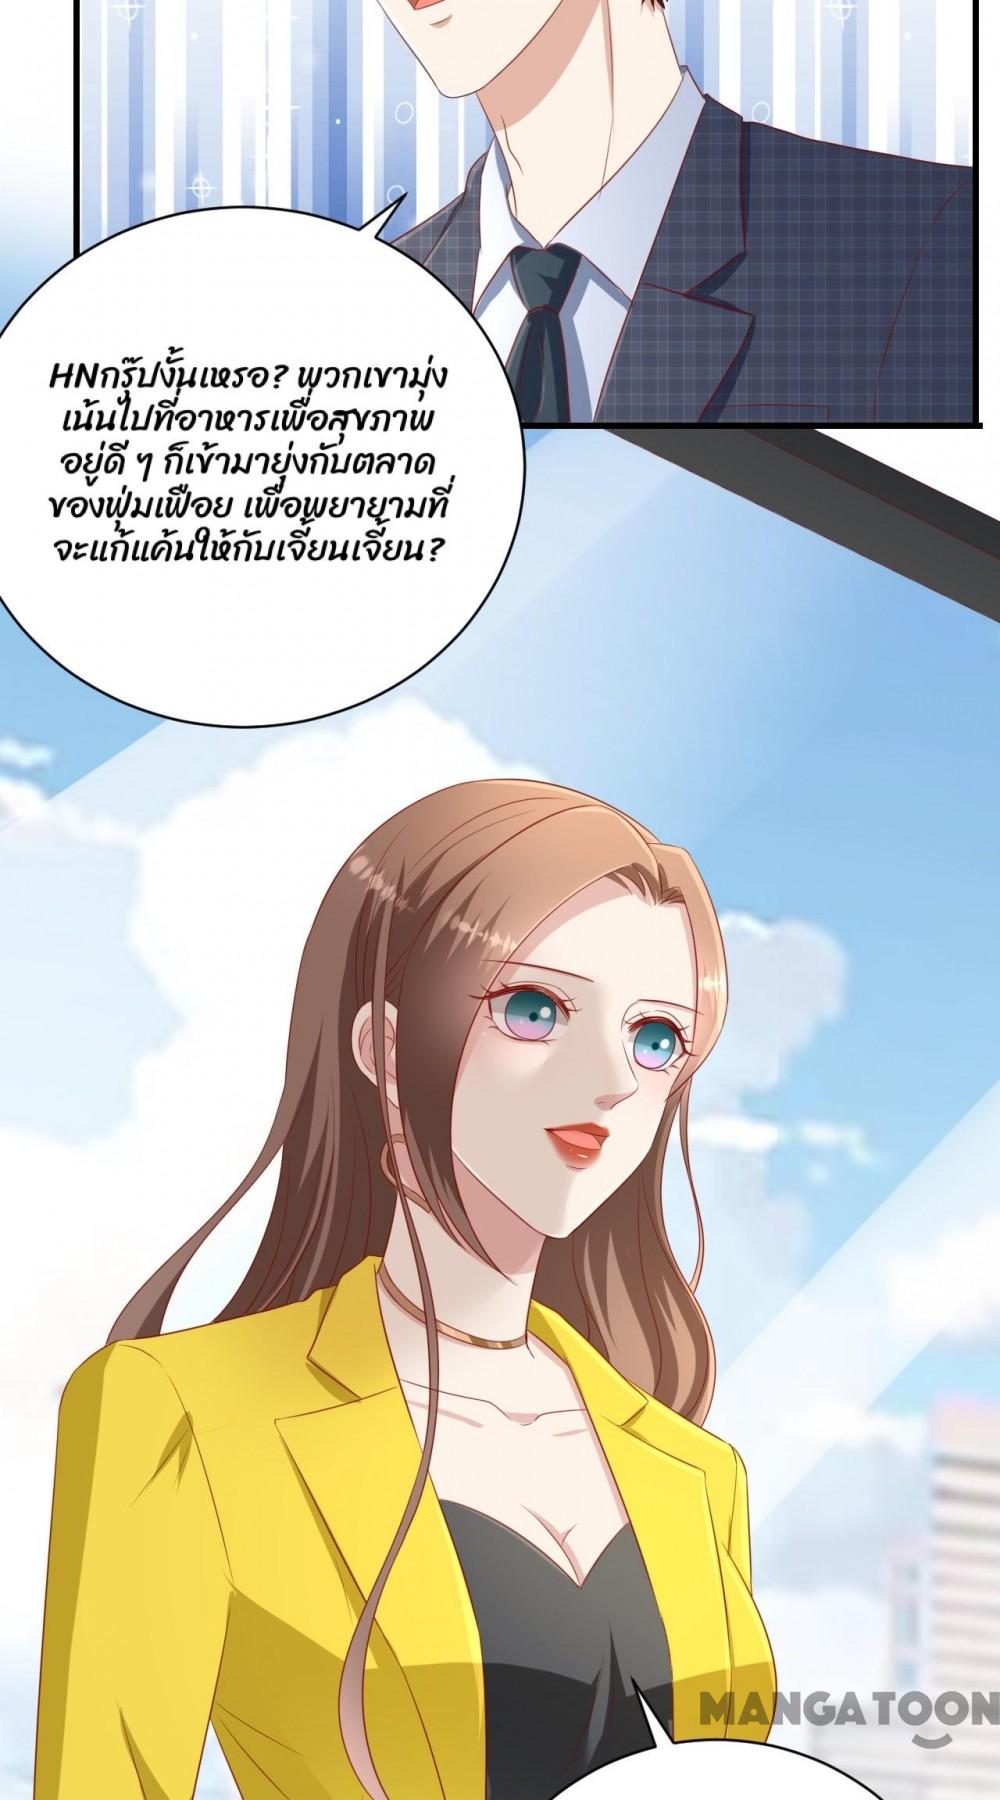 HNกรุ๊ปงั้นเหรอ? พวกเขามุ่ง
เน้นไปที่อาหารเพื่อสุขภาพ
อยู่ดี ๆ ก็เข้ามายุ่งกับตลาด
ของฟุ่มเฟือย เพื่อพยายามที่
จะแก้แค้นให้กับเจี้ยนเจี้ยน?
MANGATOON